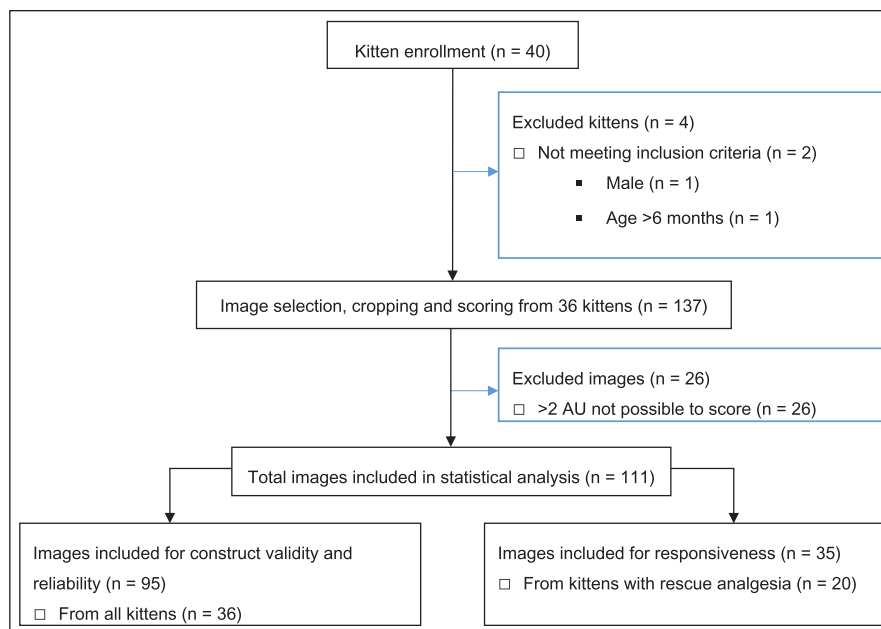 Kitten enrollment (n = 40)
Excluded kittens (n = 4)
□ Not meeting inclusion criteria (n = 2)
▪ Male (n = 1)
▪ Age >6 months (n = 1)
Image selection, cropping and scoring from 36 kittens (n = 137)
Excluded images (n = 26)
□ >2 AU not possible to score (n = 26)
Total images included in statistical analysis (n = 111)
Images included for construct validity and
reliability (n = 95)
□ From all kittens (n = 36)
Images included for responsiveness (n = 35)
□ From kittens with rescue analgesia (n = 20)